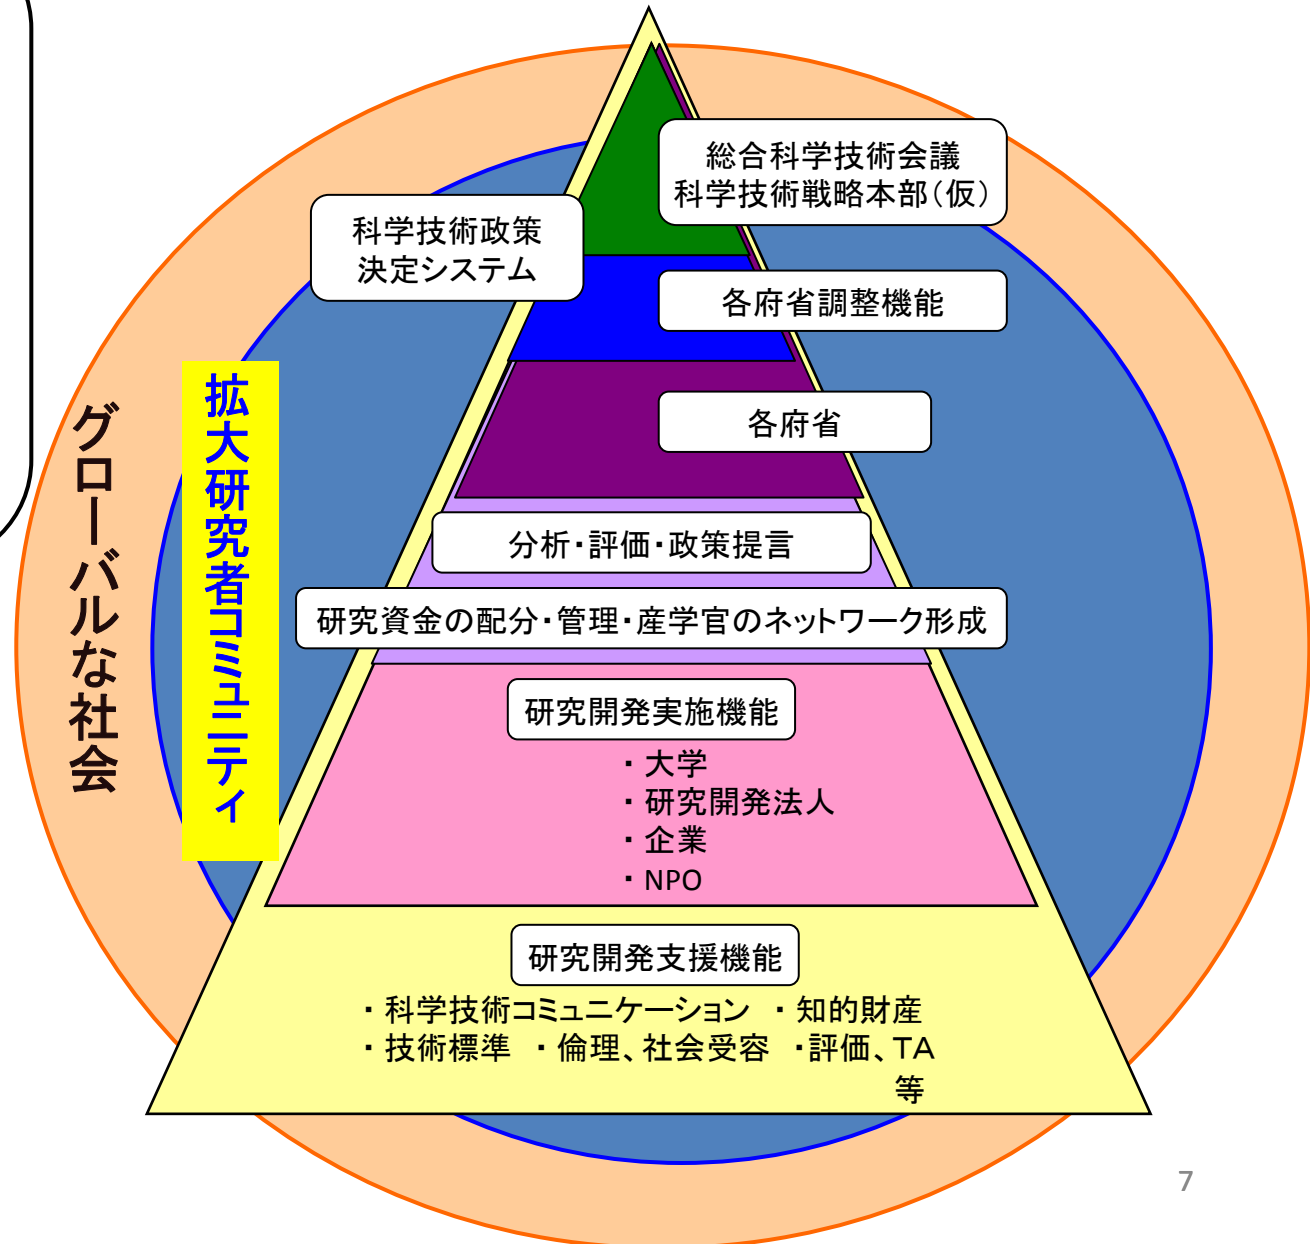 総合科学技術会議
科学技術戦略本部（仮）
科学技術政策
決定システム
各府省調整機能
各府省
グローバルな社会
拡大研究者コミュニティ
分析・評価・政策提言
研究資金の配分・管理・産学官のネットワーク形成
研究開発実施機能
・大学
・研究開発法人
・企業
・NPO
研究開発支援機能
・科学技術コミュニケーション ・知的財産
・技術標準 ・倫理、社会受容 ・評価、TA
等
7